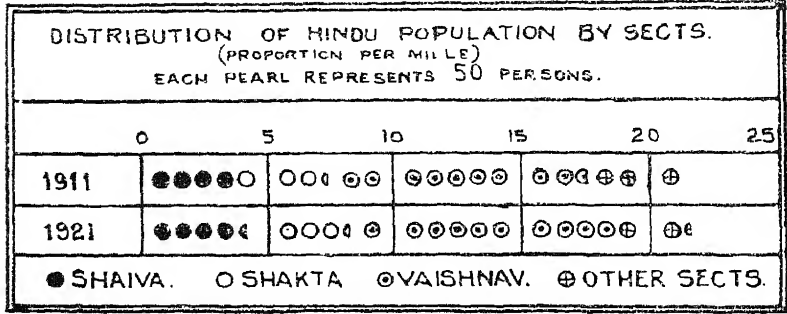 DISTRIBUTION OF HINDU POPULATION BY SECTS.
(PROPORTION PER MILLE)
EACH PEARL REPRESENTS 50 PERSONS.
0 5 10 15 20 25
1911
1921
SHAIVA. SHAKTA VAISHNAV. OTHER SECTS.